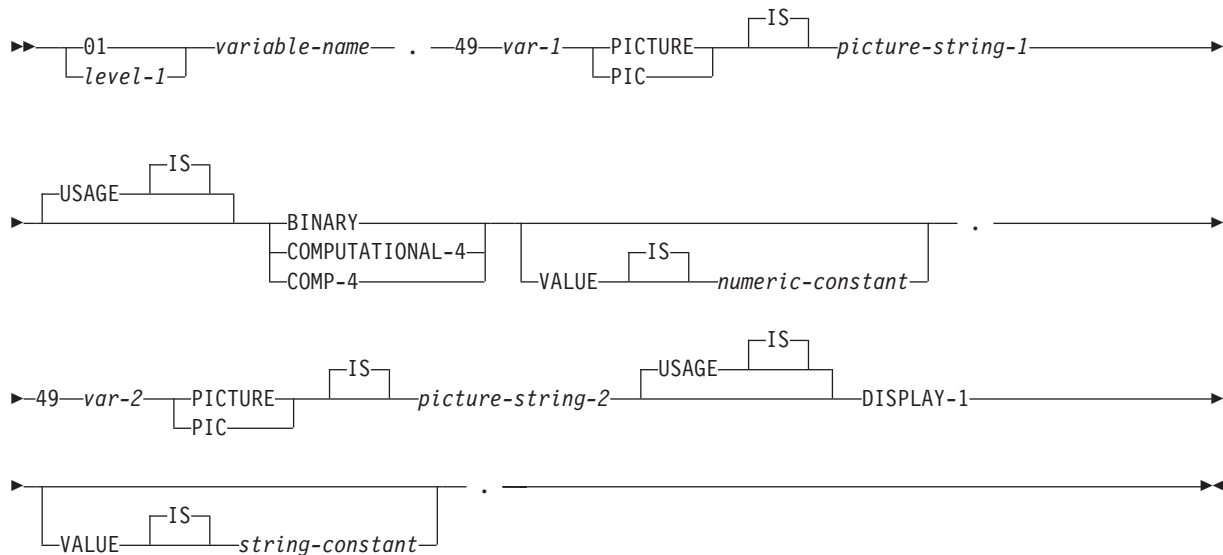 IS
01 variable-name . 49 var-1 PICTURE picture-string-1
level-1 PIC
IS
USAGE
BINARY .
COMPUTATIONAL-4 IS
COMP-4 VALUE numeric-constant
IS IS
USAGE
49 var-2 PICTURE picture-string-2 DISPLAY-1
PIC
.
IS
VALUE string-constant